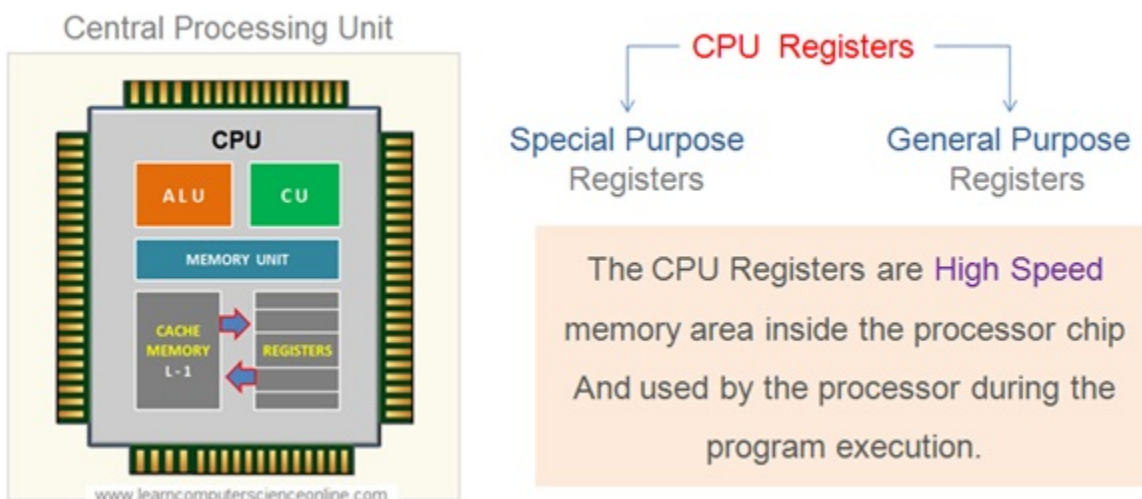 Central Processing Unit
CPU
ALU
CU
MEMORY UNIT
CACHE
MEMORY
L - 1
REGISTERS
www.learncomputerscienceonline.com
CPU Registers
Special Purpose
Registers
General Purpose
Registers
The CPU Registers are High Speed
memory area inside the processor chip
And used by the processor during the
program execution.